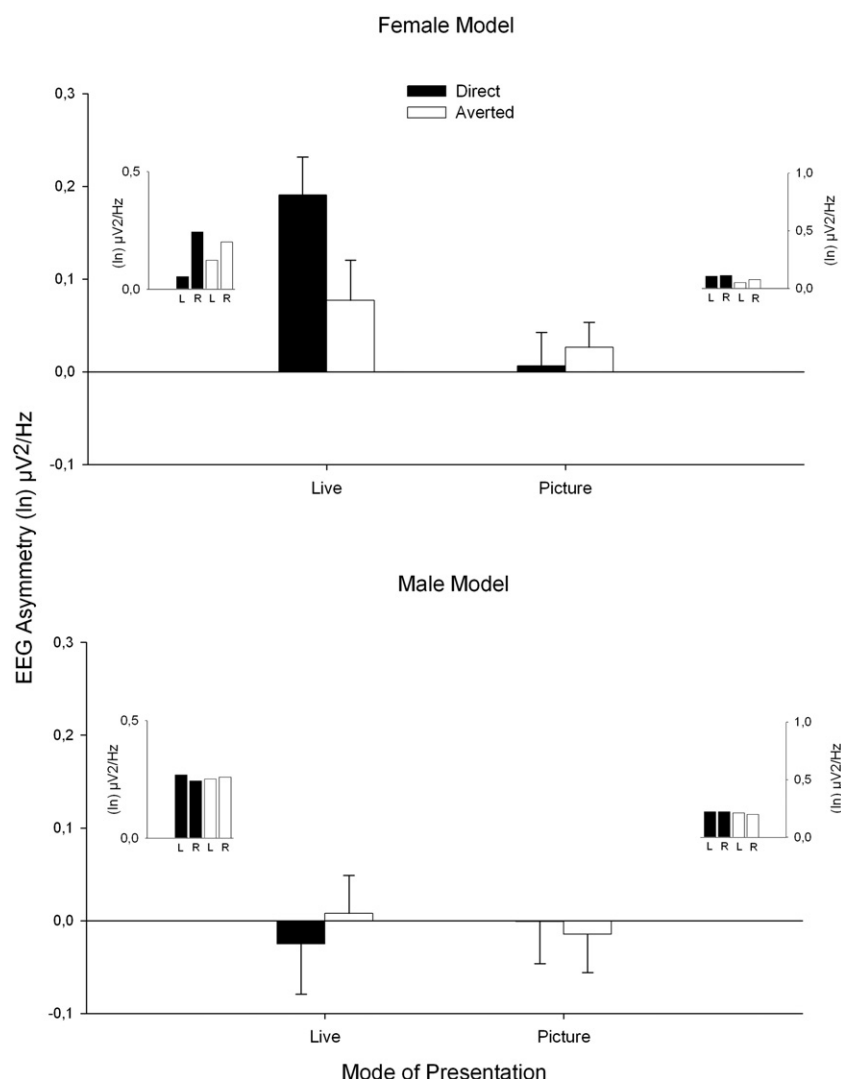 Female Model
Direct
Averted
EEG Asymmetry (ln) µV2/Hz
0,3
0,2
0,1
0,0
-0,1
(ln) µV2/Hz
0,5
0,0
L R L R
(ln) µV2/Hz
1,0
0,5
0,0
L R L R
Live Picture
Male Model
0,3
0,2
0,1
0,0
-0,1
(ln) µV2/Hz
0,5
0,0
L R L R
(ln) µV2/Hz
1,0
0,5
0,0
L R L R
Live Picture
Mode of Presentation